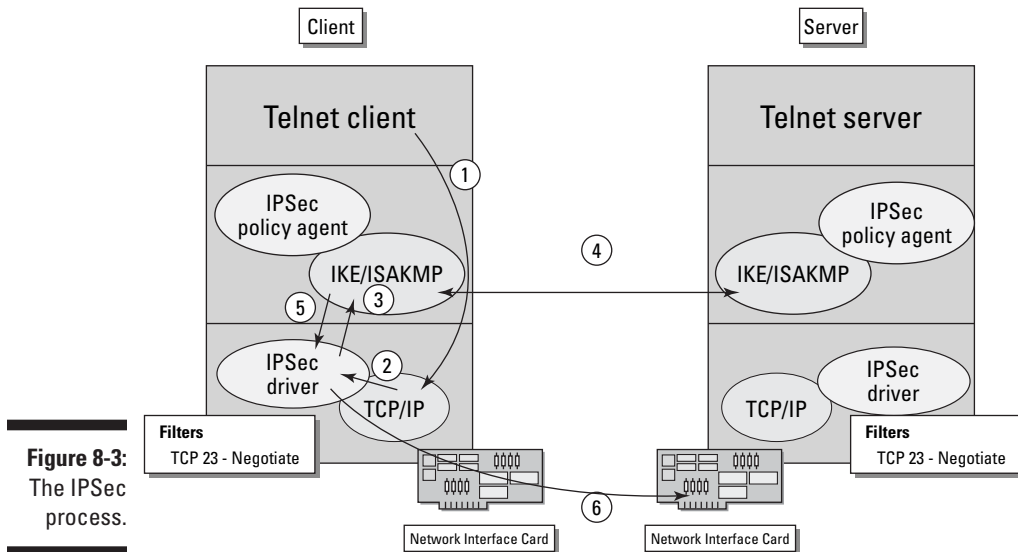 Client
Server
Telnet client
Telnet server
1
IPSec
policy agent
IPSec
policy agent
4
IKE/ISAKMP
IKE/ISAKMP
5
3
IPSec
driver
2
TCP/IP
IPSec
driver
TCP/IP
Filters
TCP 23 - Negotiate
Filters
TCP 23 - Negotiate
Figure 8-3:
The IPSec
process.
6
Network Interface Card
Network Interface Card